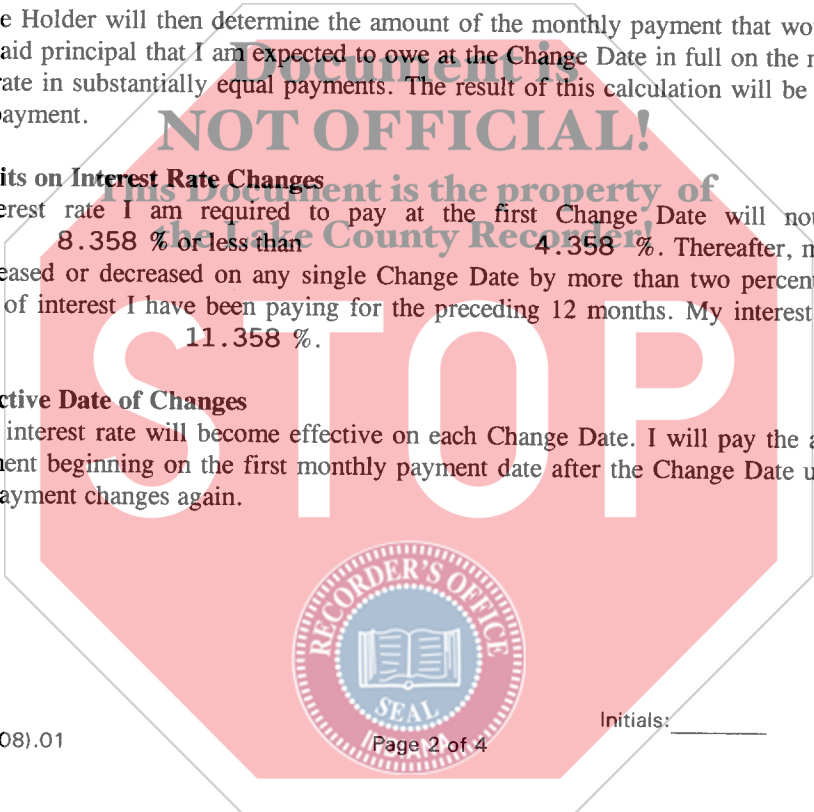 e Holder will then determine the amount of the monthly payment that wo
aid principal that I am expected to owe at the Change Date in full on the
rate in substantially equal payments. The result of this calculation will be
payment.
Document is
NOT OFFICIAL!
This Document is the property of
the Lake County Recorder!
its on Interest Rate Changes
erest rate I am required to pay at the first Change Date will no
8.358 % or less than 4.358 %. Thereafter, m
eased or decreased on any single Change Date by more than two percen
of interest I have been paying for the preceding 12 months. My interest
11.358 %.
STOP
ctive Date of Changes
interest rate will become effective on each Change Date. I will pay the a
ent beginning on the first monthly payment date after the Change Date u
ayment changes again.
RECORDER'S OFFICE
SEAL
INDIANA
Initials:
08).01
Page 2 of 4